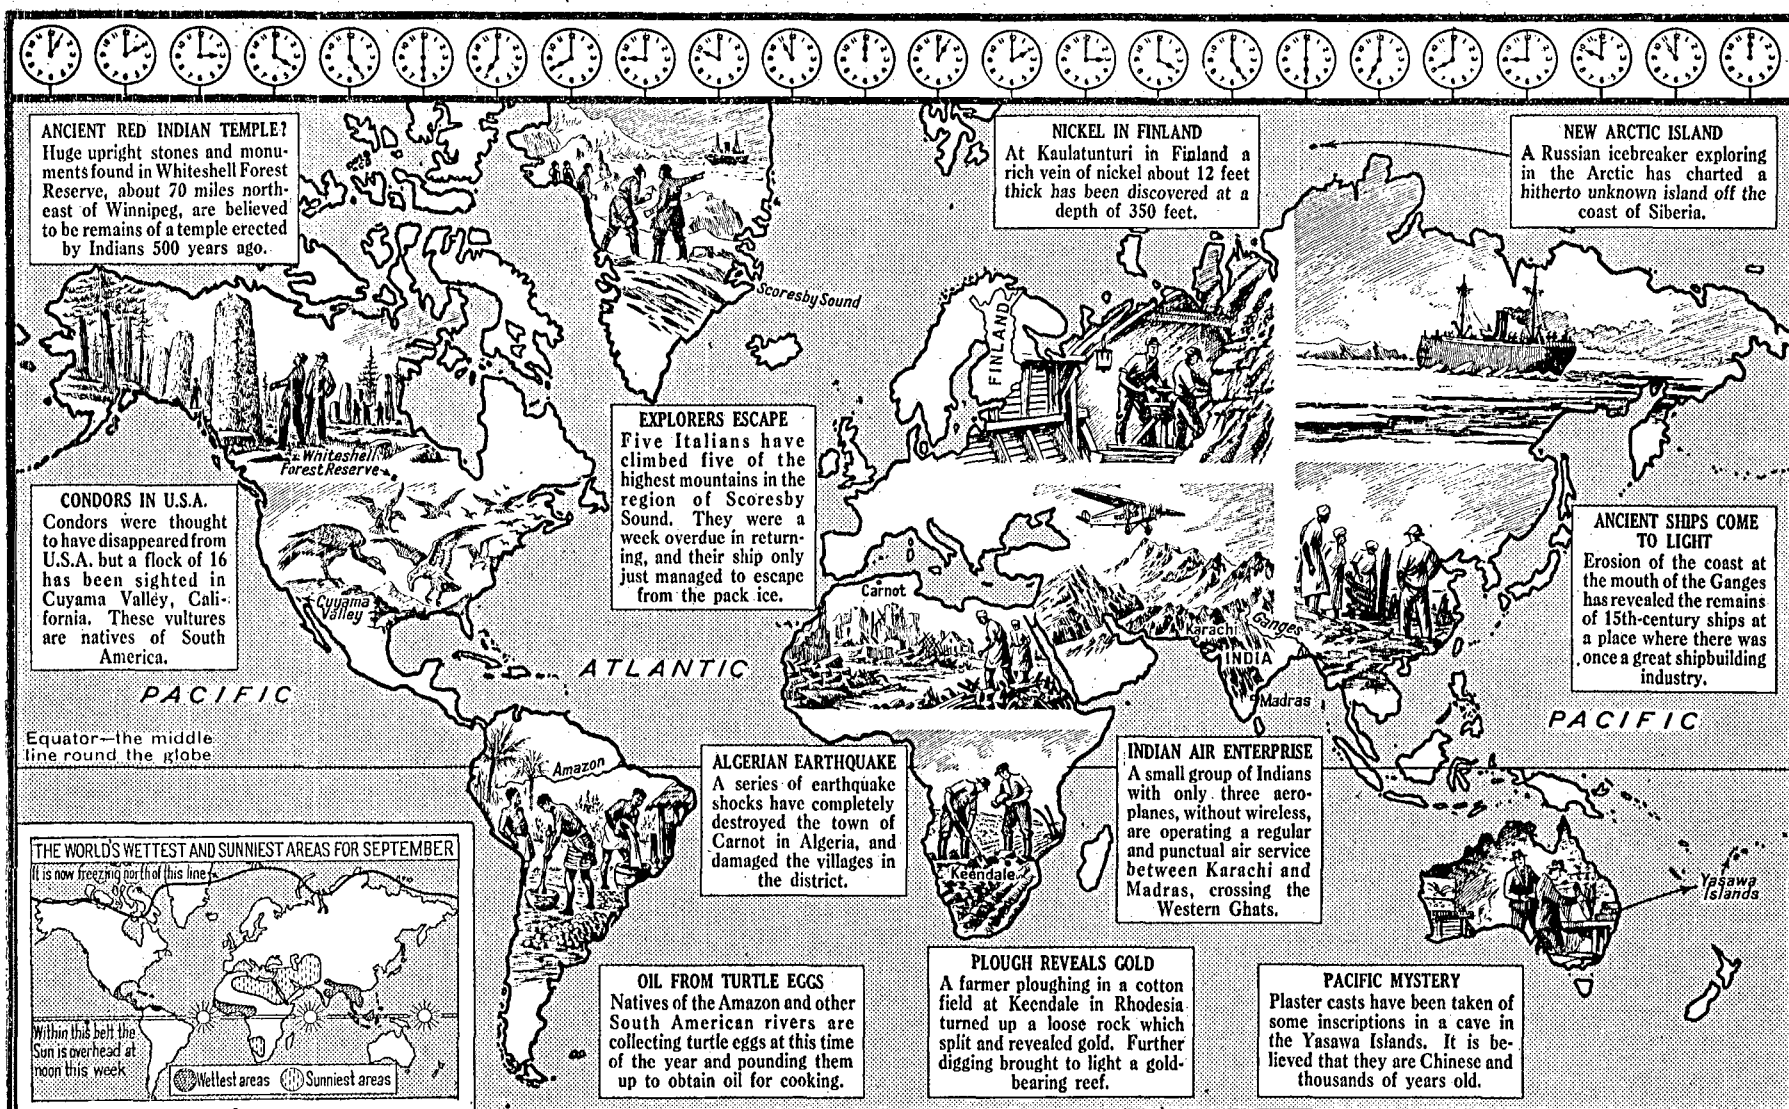 ANCIENT RED INDIAN TEMPLE?
Huge upright stones and monu-
ments found in Whiteshell Forest
Reserve, about 70 miles north-
east of Winnipeg, are believed
to be remains of a temple erected
by Indians 500 years ago.
NICKEL IN FINLAND
At Kaulatunturi in Finland a
rich vein of nickel about 12 feet
thick has been discovered at a
depth of 350 feet.
NEW ARCTIC ISLAND
A Russian icebreaker exploring
in the Arctic has charted a
hitherto unknown island off the
coast of Siberia.
Scoresby Sound
FINLAND
Whiteshell
Forest Reserve
EXPLORERS ESCAPE
Five Italians have
climbed five of the
highest mountains in the
region of Scoresby
Sound. They were a
week overdue in return-
ing, and their ship only
just managed to escape
from the pack ice.
CONDORS IN U.S.A.
Condors were thought
to have disappeared from
U.S.A. but a flock of 16
has been sighted in
Cuyama Valley, Cali-
fornia. These vultures
are natives of South
America.
Cuyama
Valley
ANCIENT SHIPS COME
TO LIGHT
Erosion of the coast at
the mouth of the Ganges
has revealed the remains
of 15th-century ships at
a place where there was
once a great shipbuilding
industry.
Carnot
Karachi
Ganges
INDIA
Madras
ATLANTIC
PACIFIC
PACIFIC
Equator—the middle
line round the globe
Amazon
ALGERIAN EARTHQUAKE
A series of earthquake
shocks have completely
destroyed the town of
Carnot in Algeria, and
damaged the villages in
the district.
INDIAN AIR ENTERPRISE
A small group of Indians
with only three aero-
planes, without wireless,
are operating a regular
and punctual air service
between Karachi and
Madras, crossing the
Western Ghats.
Keendale
Yasawa
Islands
THE WORLD'S WETTEST AND SUNNIEST AREAS FOR SEPTEMBER
It is now freezing north of this line
Within this belt the
Sun is overhead at
noon this week
Wettest areas
Sunniest areas
OIL FROM TURTLE EGGS
Natives of the Amazon and other
South American rivers are
collecting turtle eggs at this time
of the year and pounding them
up to obtain oil for cooking.
PLOUGH REVEALS GOLD
A farmer ploughing in a cotton
field at Keendale in Rhodesia
turned up a loose rock which
split and revealed gold. Further
digging brought to light a gold-
bearing reef.
PACIFIC MYSTERY
Plaster casts have been taken of
some inscriptions in a cave in
the Yasawa Islands. It is be-
lieved that they are Chinese and
thousands of years old.